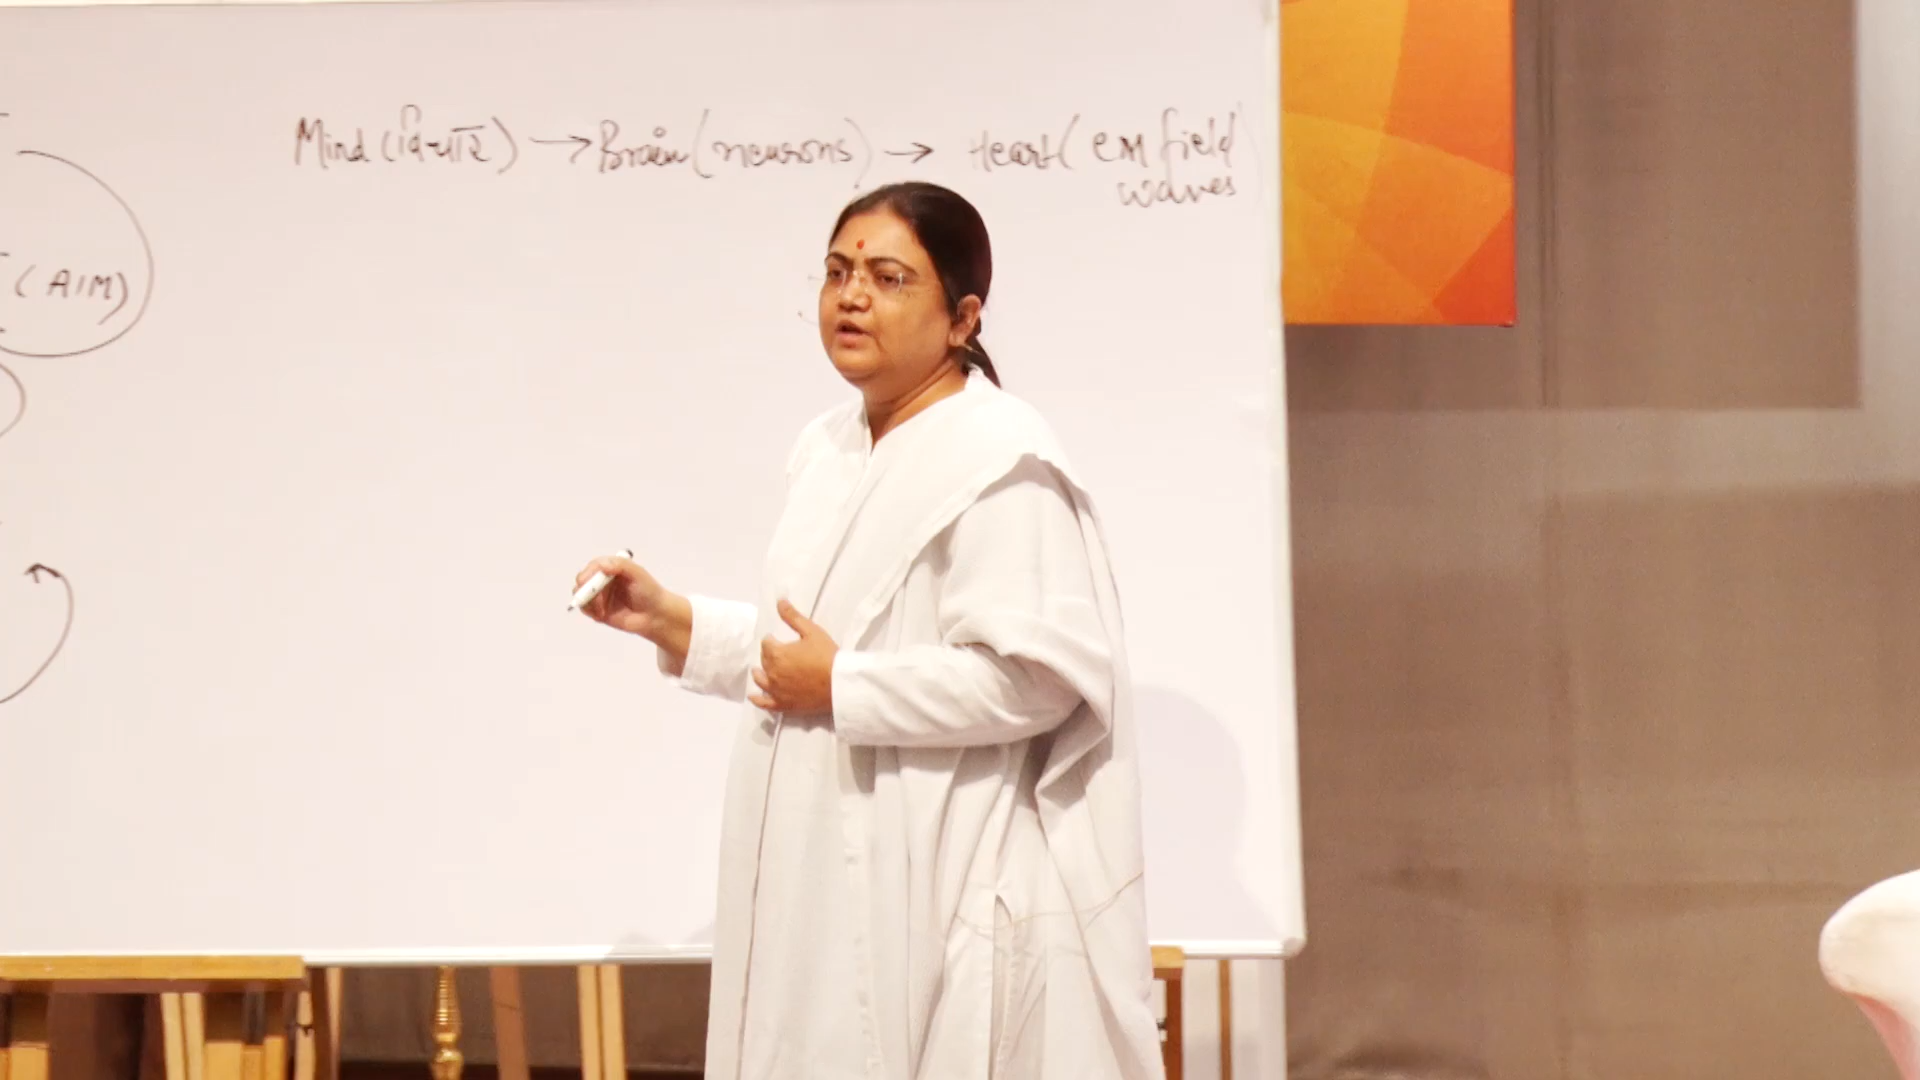 Mind (विचार) → Brain (neurons) → Heart (em field
waves
(AIM)